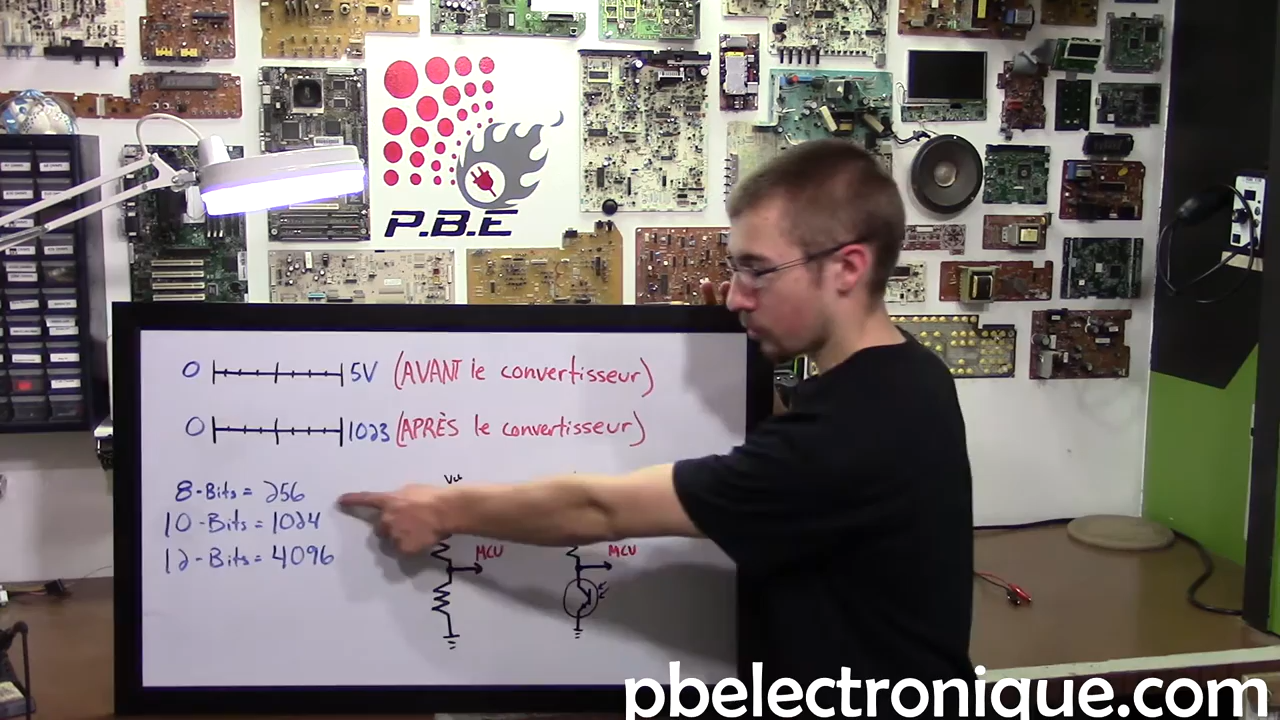 P.B.E
0 5V (AVANT le convertisseur)
0 1023 (APRÈS le convertisseur)
8-Bits = 256
10-Bits = 1024
12-Bits = 4096
Vcc
MCU
MCU
pbelectronique.com